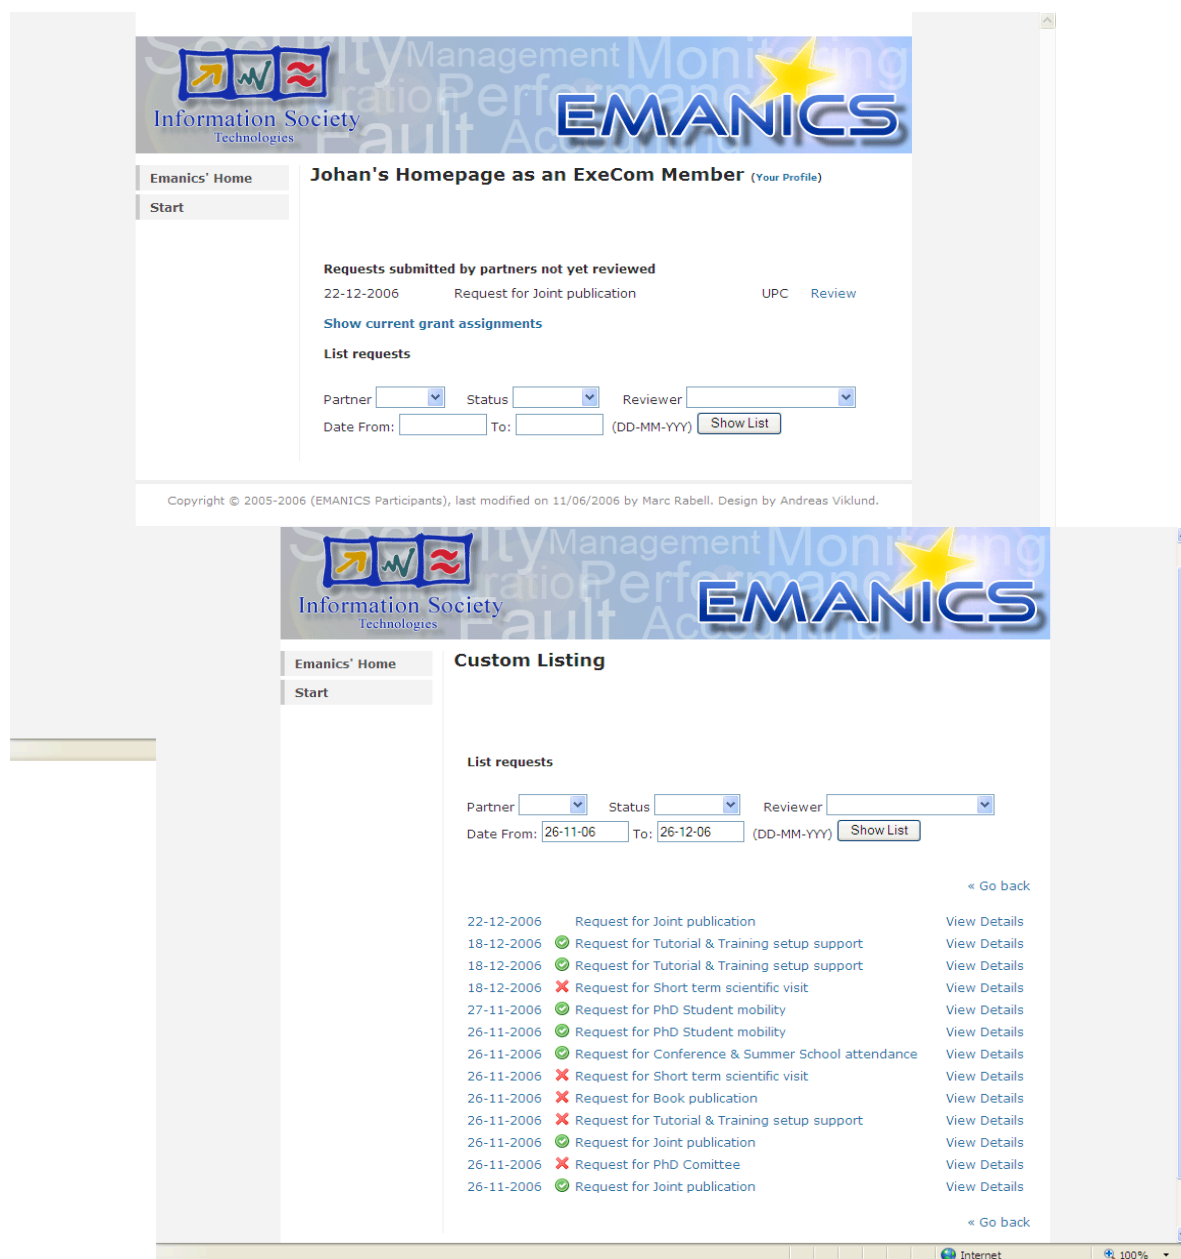 Security Management Monitoring
Configuration Performance
Fault Accounting
Information Society
Technologies
EMANICS
Emanics' Home
Start
Johan's Homepage as an ExeCom Member (Your Profile)
Requests submitted by partners not yet reviewed
22-12-2006 Request for Joint publication UPC Review
Show current grant assignments
List requests
Partner Status Reviewer
Date From: To: (DD-MM-YYY) Show List
Copyright © 2005-2006 (EMANICS Participants), last modified on 11/06/2006 by Marc Rabell. Design by Andreas Viklund.
Management Monitoring
Performance
Fault Accounting
Information Society
Technologies
EMANICS
Emanics' Home
Start
Custom Listing
List requests
Partner Status Reviewer
Date From: 26-11-06 To: 26-12-06 (DD-MM-YYY) Show List
« Go back
22-12-2006 Request for Joint publication View Details
18-12-2006 Request for Tutorial & Training setup support View Details
18-12-2006 Request for Tutorial & Training setup support View Details
18-12-2006 Request for Short term scientific visit View Details
27-11-2006 Request for PhD Student mobility View Details
26-11-2006 Request for PhD Student mobility View Details
26-11-2006 Request for Conference & Summer School attendance View Details
26-11-2006 Request for Short term scientific visit View Details
26-11-2006 Request for Book publication View Details
26-11-2006 Request for Tutorial & Training setup support View Details
26-11-2006 Request for Joint publication View Details
26-11-2006 Request for PhD Comittee View Details
26-11-2006 Request for Joint publication View Details
« Go back
Internet 100%